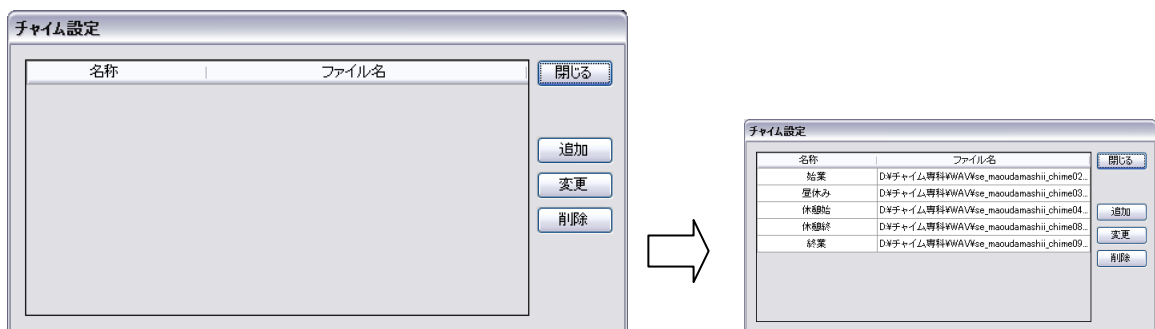 チャイム設定
名称 ファイル名 閉じる
追加
変更
削除
チャイム設定
名称 ファイル名 閉じる
始業 D:¥チャイム専科¥WAV¥se_maoudamashii_chime02...
昼休み D:¥チャイム専科¥WAV¥se_maoudamashii_chime03...
休憩始 D:¥チャイム専科¥WAV¥se_maoudamashii_chime04... 追加
休憩終 D:¥チャイム専科¥WAV¥se_maoudamashii_chime08... 変更
終業 D:¥チャイム専科¥WAV¥se_maoudamashii_chime09...
削除